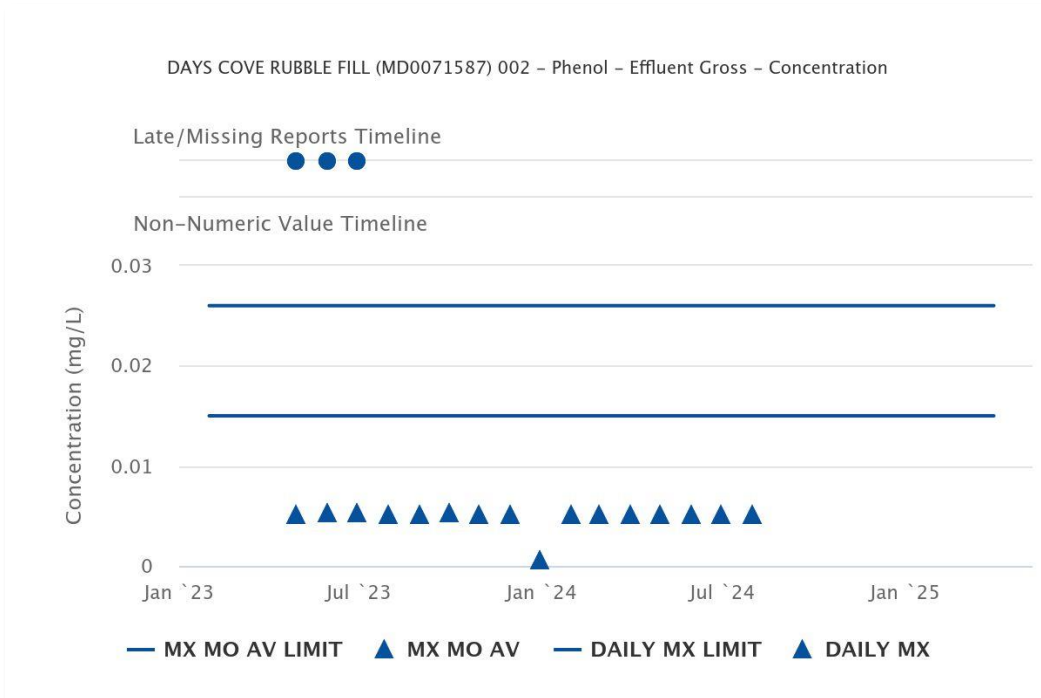 DAYS COVE RUBBLE FILL (MD0071587) 002 – Phenol – Effluent Gross – Concentration
Late/Missing Reports Timeline
Non-Numeric Value Timeline
Concentration (mg/L)
0.03
0.02
0.01
0
Jan `23 Jul `23 Jan `24 Jul `24 Jan `25
MX MO AV LIMIT MX MO AV DAILY MX LIMIT DAILY MX